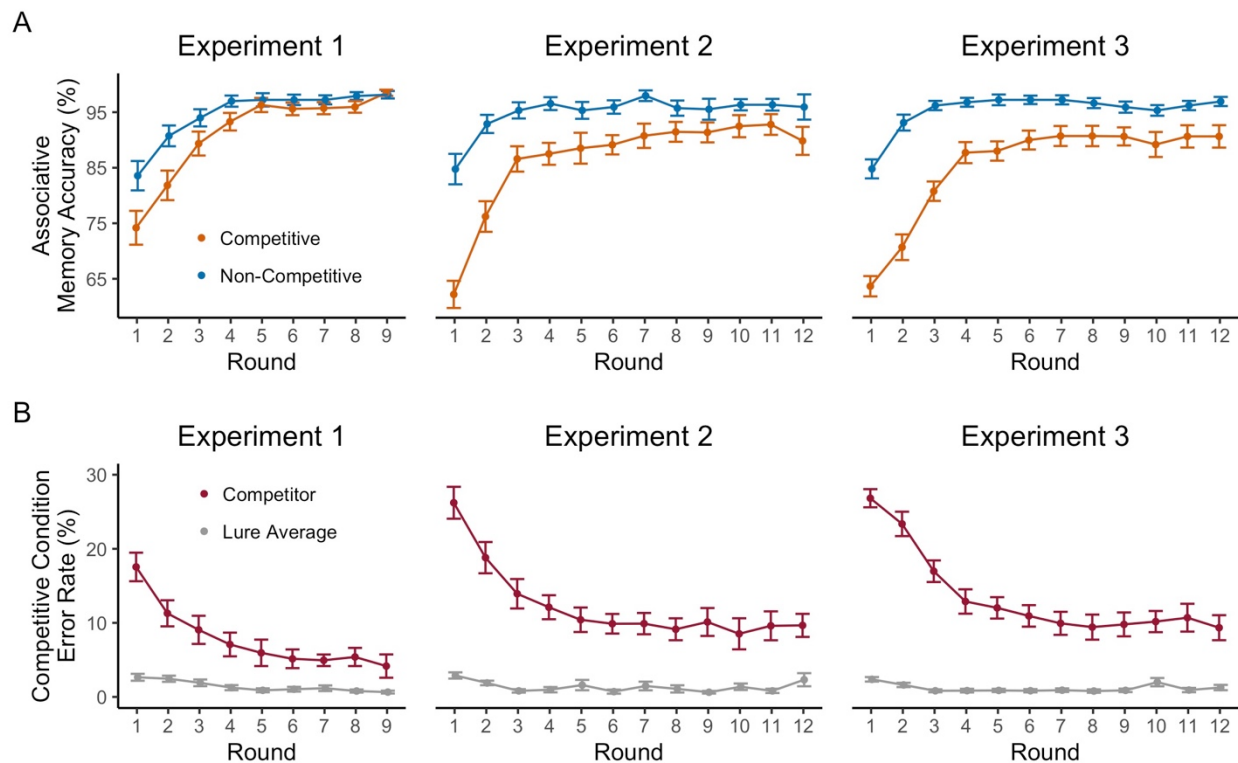 A
Experiment 1
Experiment 2
Experiment 3
Associative
Memory Accuracy (%)
95
85
75
65
Competitive
Non-Competitive
1 2 3 4 5 6 7 8 9
1 2 3 4 5 6 7 8 9 10 11 12
1 2 3 4 5 6 7 8 9 10 11 12
Round
Round
Round
B
Experiment 1
Experiment 2
Experiment 3
Competitive Condition
Error Rate (%)
30
20
10
0
Competitor
Lure Average
1 2 3 4 5 6 7 8 9
1 2 3 4 5 6 7 8 9 10 11 12
1 2 3 4 5 6 7 8 9 10 11 12
Round
Round
Round